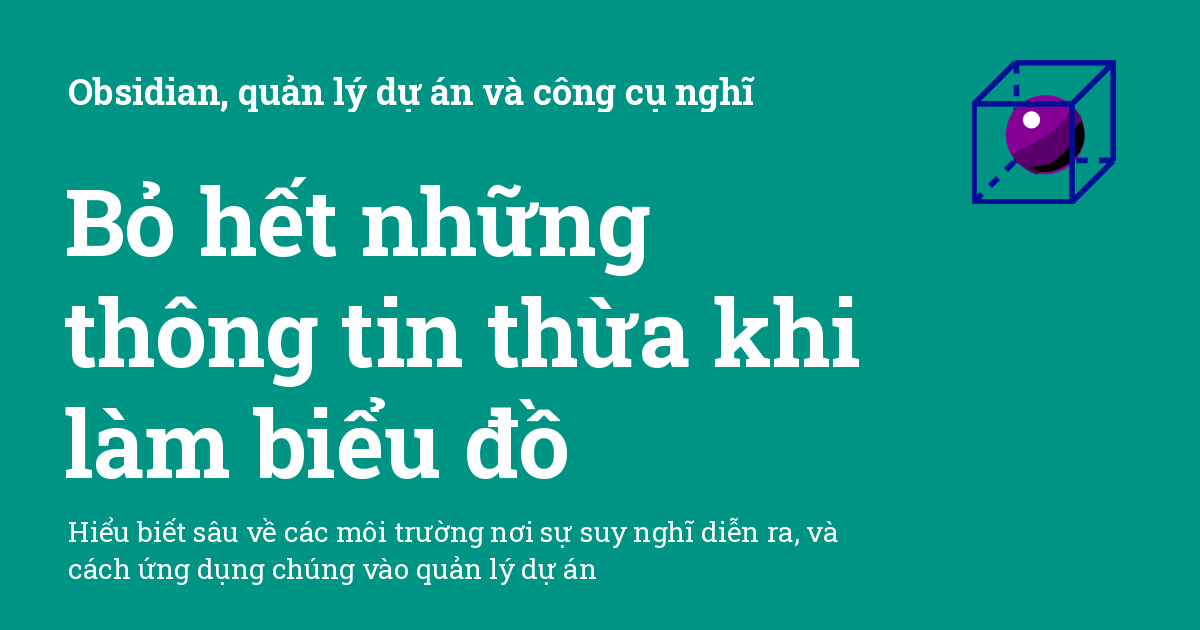 Obsidian, quản lý dự án và công cụ nghĩ
Bỏ hết những
thông tin thừa khi
làm biểu đồ
Hiểu biết sâu về các môi trường nơi sự suy nghĩ diễn ra, và
cách ứng dụng chúng vào quản lý dự án